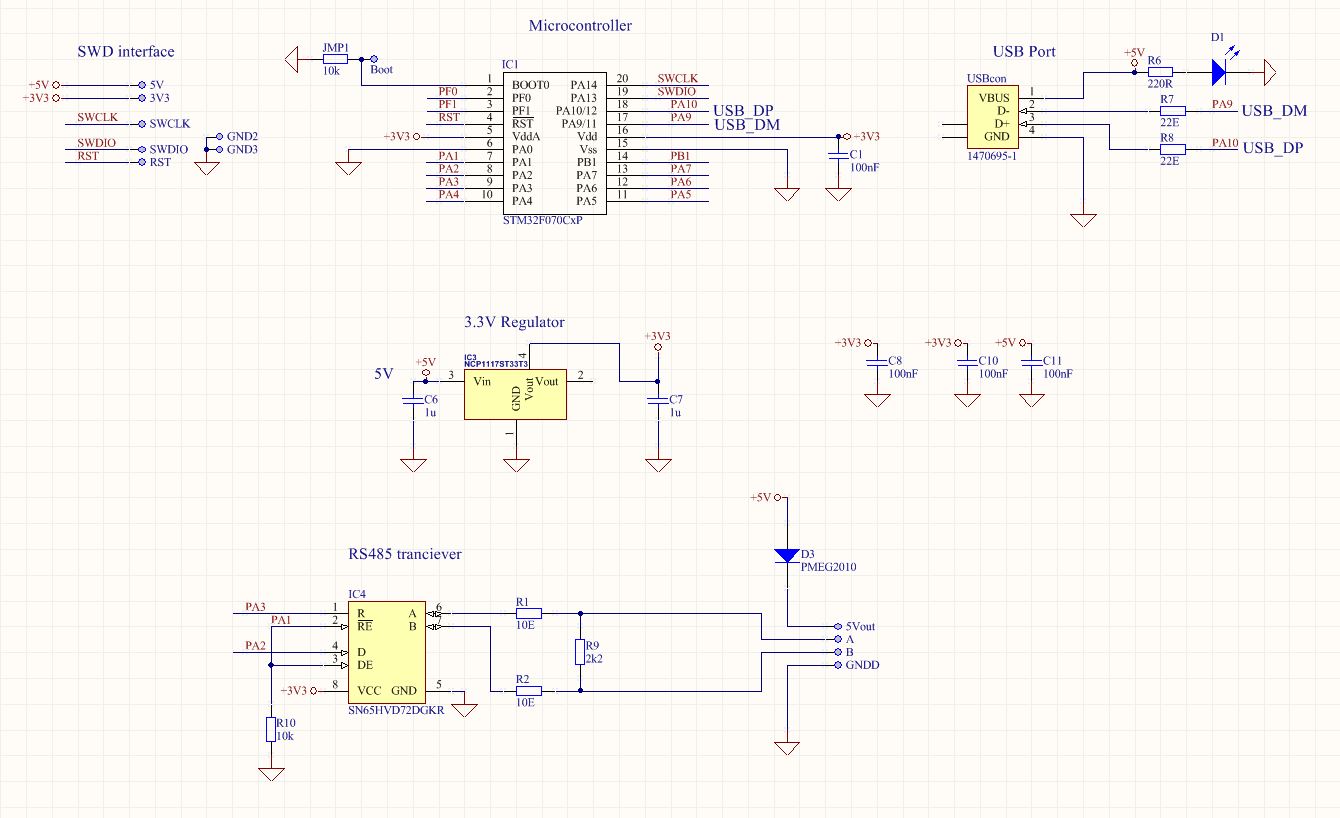 Microcontroller
SWD interface
+5V 5V
+3V3 3V3
SWCLK SWCLK
SWDIO SWDIO
RST RST
GND2
GND3
JMP1
10k
Boot
IC1
1 BOOT0 PA14 20 SWCLK
PF0 2 PF0 PA13 19 SWDIO
PF1 3 PF1 PA10/12 18 PA10 USB_DP
RST 4 RST PA9/11 17 PA9 USB_DM
+3V3 5 VddA Vdd 16 +3V3
6 PA0 Vss 15
PA1 7 PA1 PB1 14 PB1
PA2 8 PA2 PA7 13 PA7
PA3 9 PA3 PA6 12 PA6
PA4 10 PA4 PA5 11 PA5
STM32F070CxP
C1
100nF
USB Port
USBcon
VBUS 1
D- 2
D+ 3
GND 4
1470695-1
+5V
R6
220R
D1
R7
22E
PA9 USB_DM
R8
22E
PA10 USB_DP
3.3V Regulator
5V
+5V
C6
1u
IC3
NCP1117ST33T3
3 Vin Vout 2
GND
Vout
4
1
+3V3
C7
1u
+3V3
C8
100nF
+3V3
C10
100nF
+5V
C11
100nF
RS485 tranciever
IC4
PA3 1 R A 6
PA1 2 RE B 7
PA2 4 D
3 DE
+3V3 8 VCC GND 5
SN65HVD72DGKR
R10
10k
R1
10E
R9
2k2
R2
10E
+5V
D3
PMEG2010
5Vout
A
B
GNDD